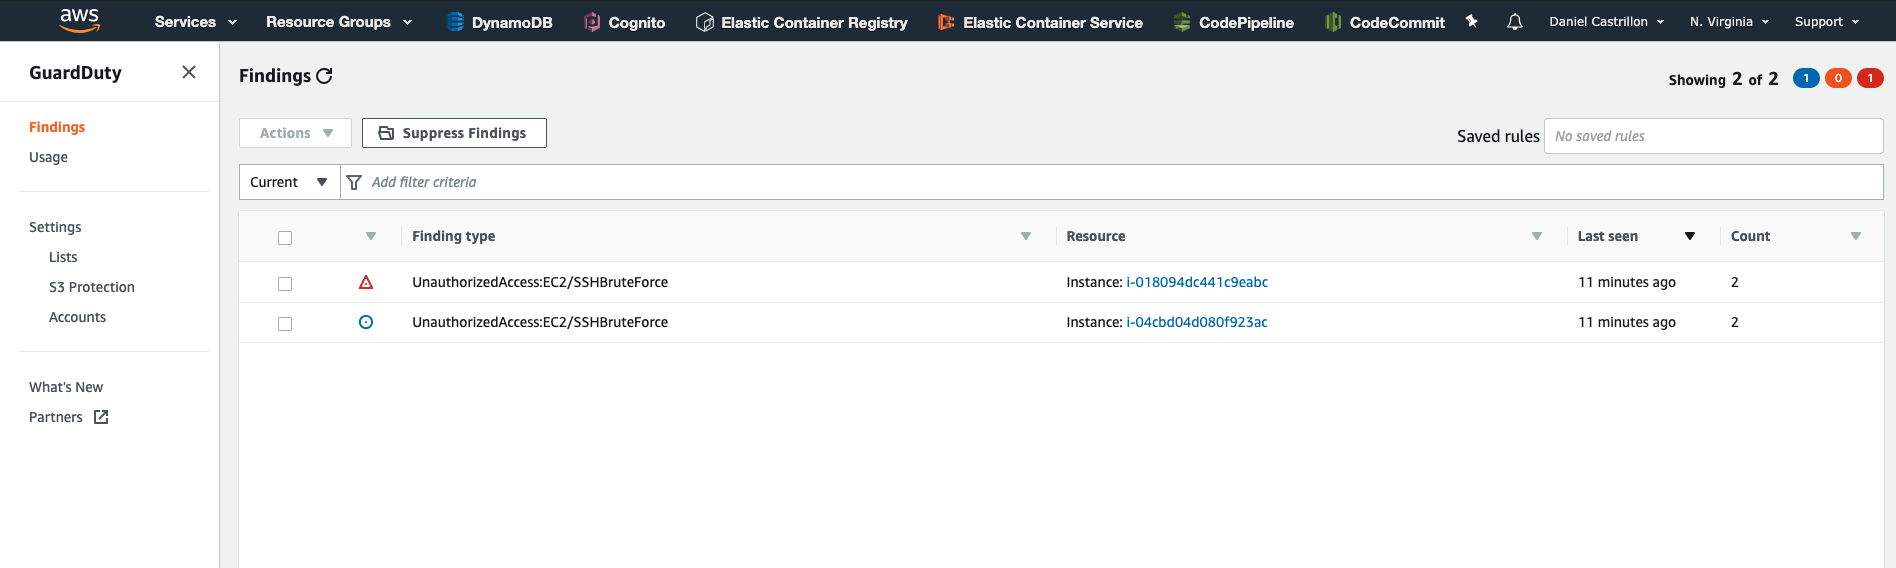 aws Services Resource Groups DynamoDB Cognito Elastic Container Registry Elastic Container Service CodePipeline CodeCommit Daniel Castrillon N. Virginia Support
GuardDuty
Findings
Usage
Settings
Lists
S3 Protection
Accounts
What's New
Partners
Findings
Showing 2 of 2 1 0 1
Actions Suppress Findings
Saved rules No saved rules
Current Add filter criteria
Finding type Resource Last seen Count
UnauthorizedAccess:EC2/SSHBruteForce Instance: i-018094dc441c9eabc 11 minutes ago 2
UnauthorizedAccess:EC2/SSHBruteForce Instance: i-04cbd04d080f923ac 11 minutes ago 2